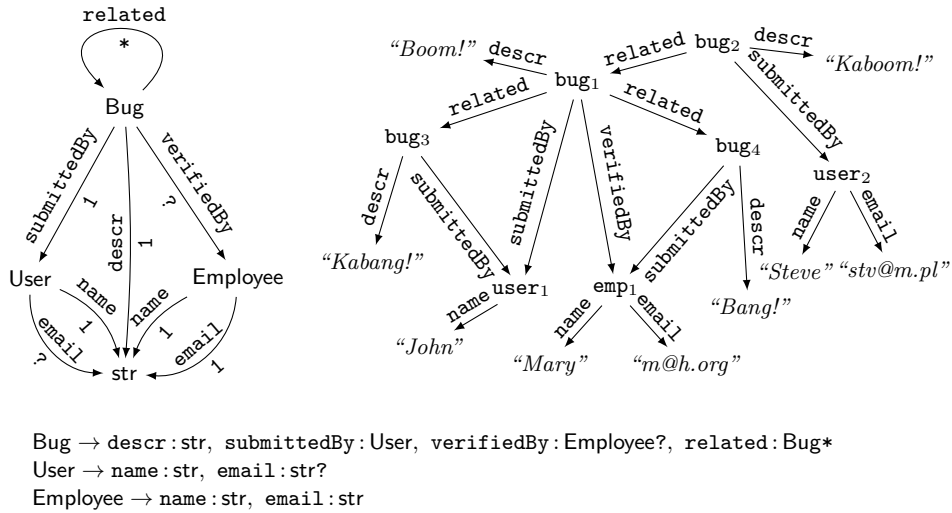 related
*
Bug
submittedBy
1
descr
1
verifiedBy
?
User
Employee
name
1
name
1
email
?
email
1
str
"Boom!"
descr
related
bug2
descr
"Kaboom!"
bug1
related
related
submittedBy
bug3
submittedBy
verifiedBy
bug4
user2
descr
submittedBy
submittedBy
descr
name
email
"Kabang!"
"Steve"
"stv@m.pl"
user1
emp1
"Bang!"
name
name
email
"John"
"Mary"
"m@h.org"
Bug → descr : str, submittedBy : User, verifiedBy : Employee?, related : Bug*
User → name : str, email : str?
Employee → name : str, email : str